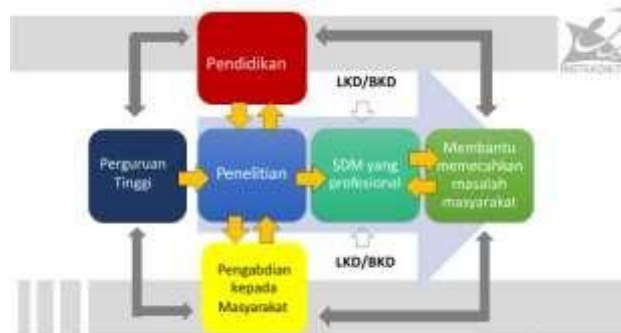 Pendidikan
LKD/BKD
Perguruan
Tinggi
Penelitian
SDM yang
profesional
Membantu
memecahkan
masalah
masyarakat
Pengabdian
kepada
Masyarakat
LKD/BKD